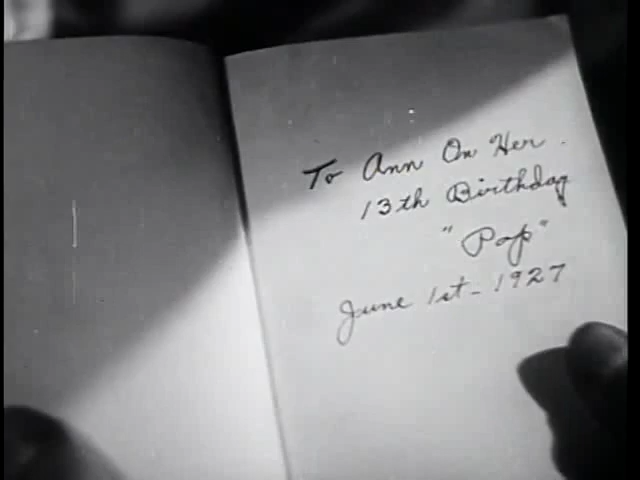 To Ann On Her
13th Birthday
"Pop"
June 1st - 1927